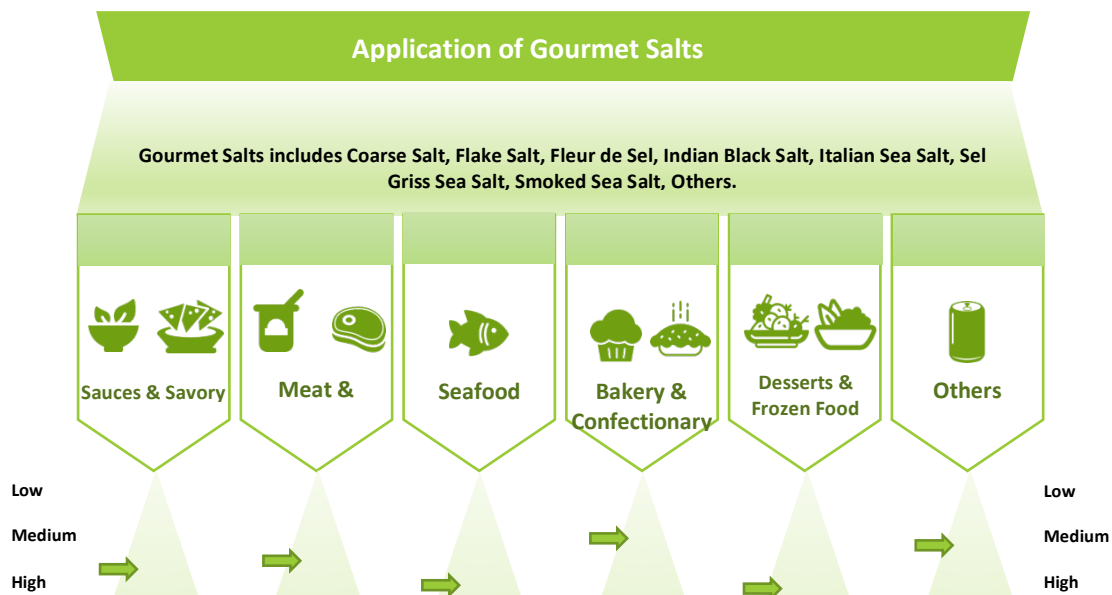 Application of Gourmet Salts
Gourmet Salts includes Coarse Salt, Flake Salt, Fleur de Sel, Indian Black Salt, Italian Sea Salt, Sel
Griss Sea Salt, Smoked Sea Salt, Others.
Sauces & Savory
Meat &
Seafood
Bakery &
Confectionary
Desserts &
Frozen Food
Others
Low
Medium
High
Low
Medium
High